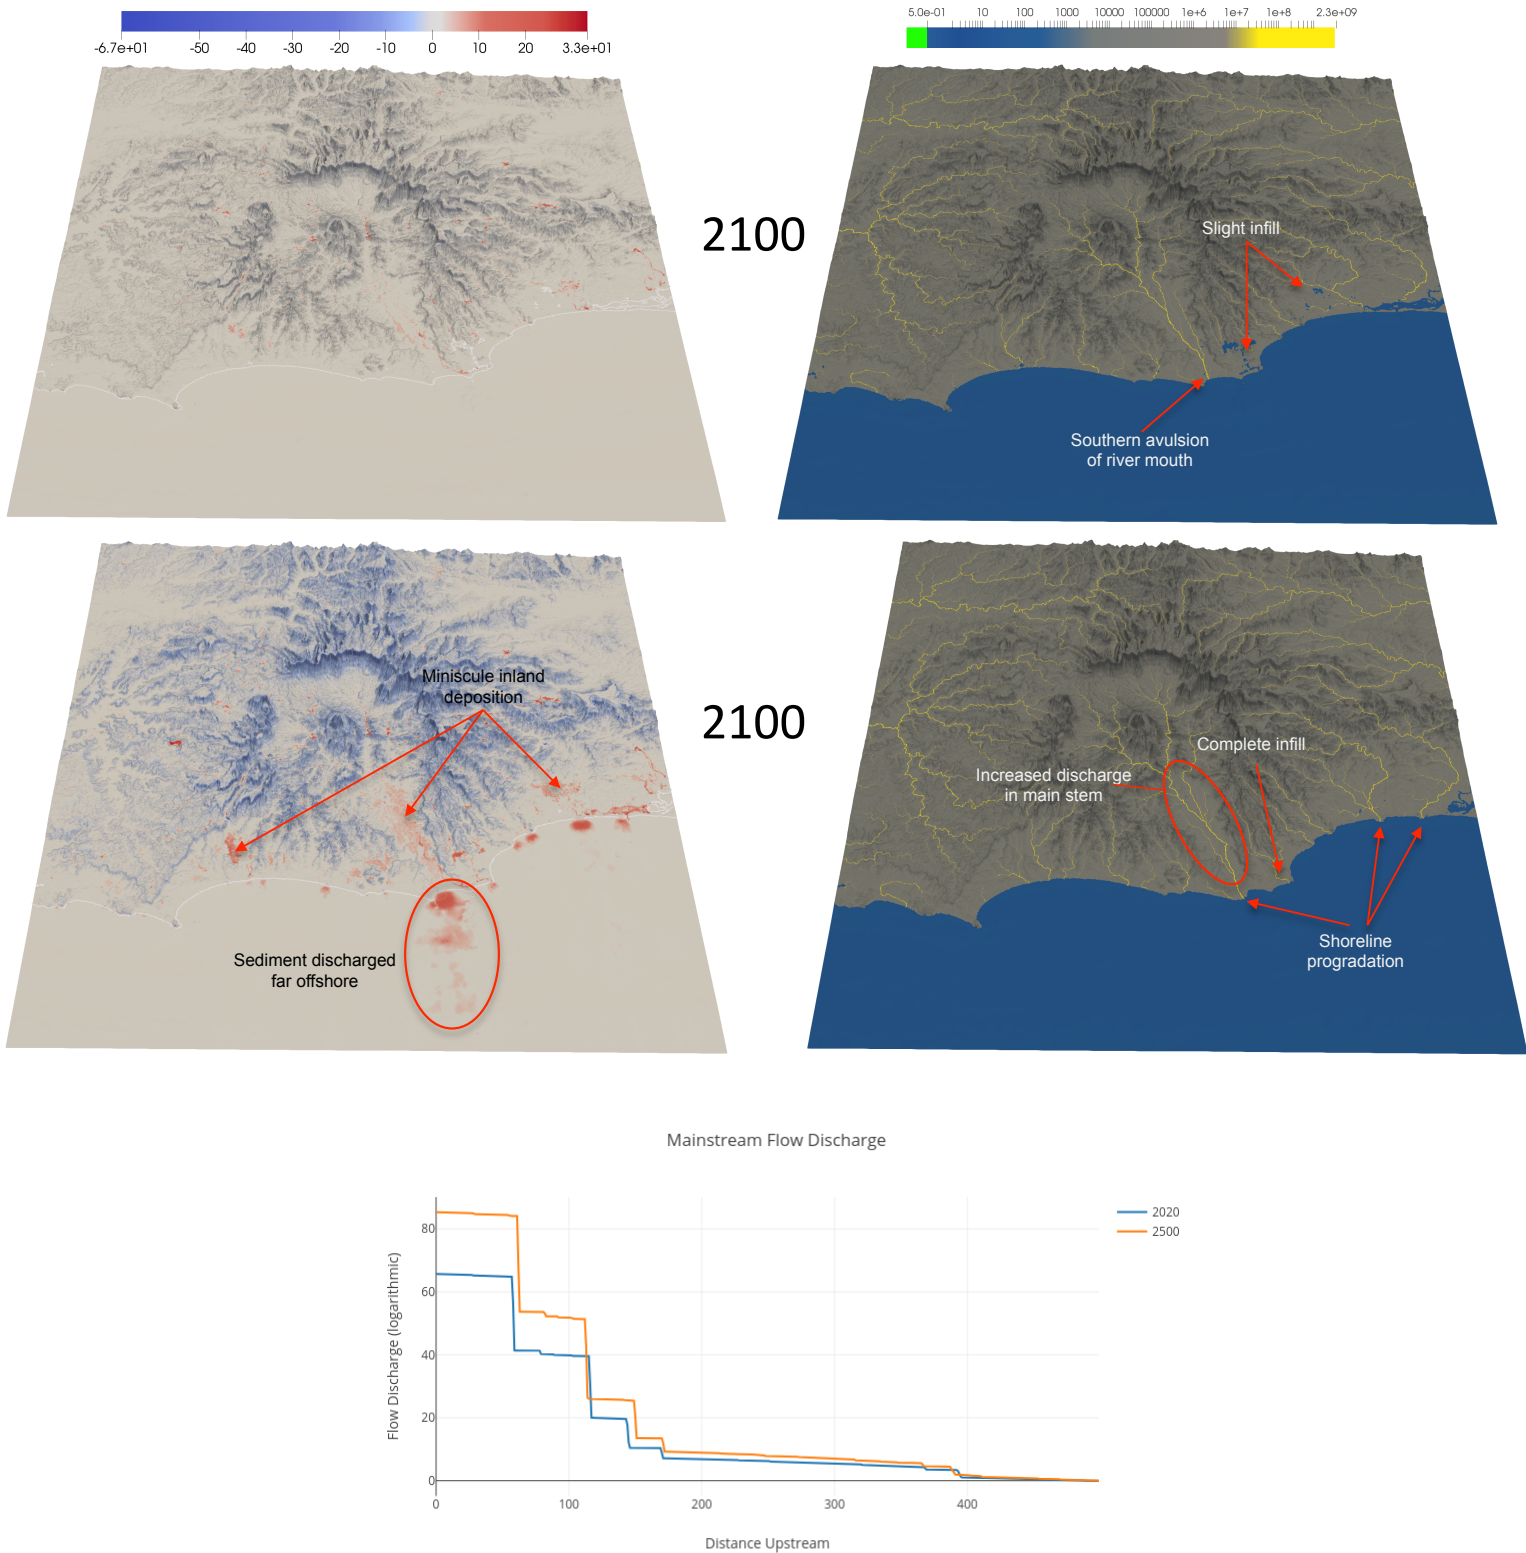 -6.7e+01 -50 -40 -30 -20 -10 0 10 20 3.3e+01
5.0e-01 10 100 1000 10000 100000 1e+6 1e+7 1e+8 2.3e+09
2100
Slight infill
Southern avulsion
of river mouth
2100
Miniscule inland
deposition
Sediment discharged
far offshore
Complete infill
Increased discharge
in main stem
Shoreline
progradation
Mainstream Flow Discharge
2020
2500
Flow Discharge (logarithmic)
80
60
40
20
0
0 100 200 300 400
Distance Upstream